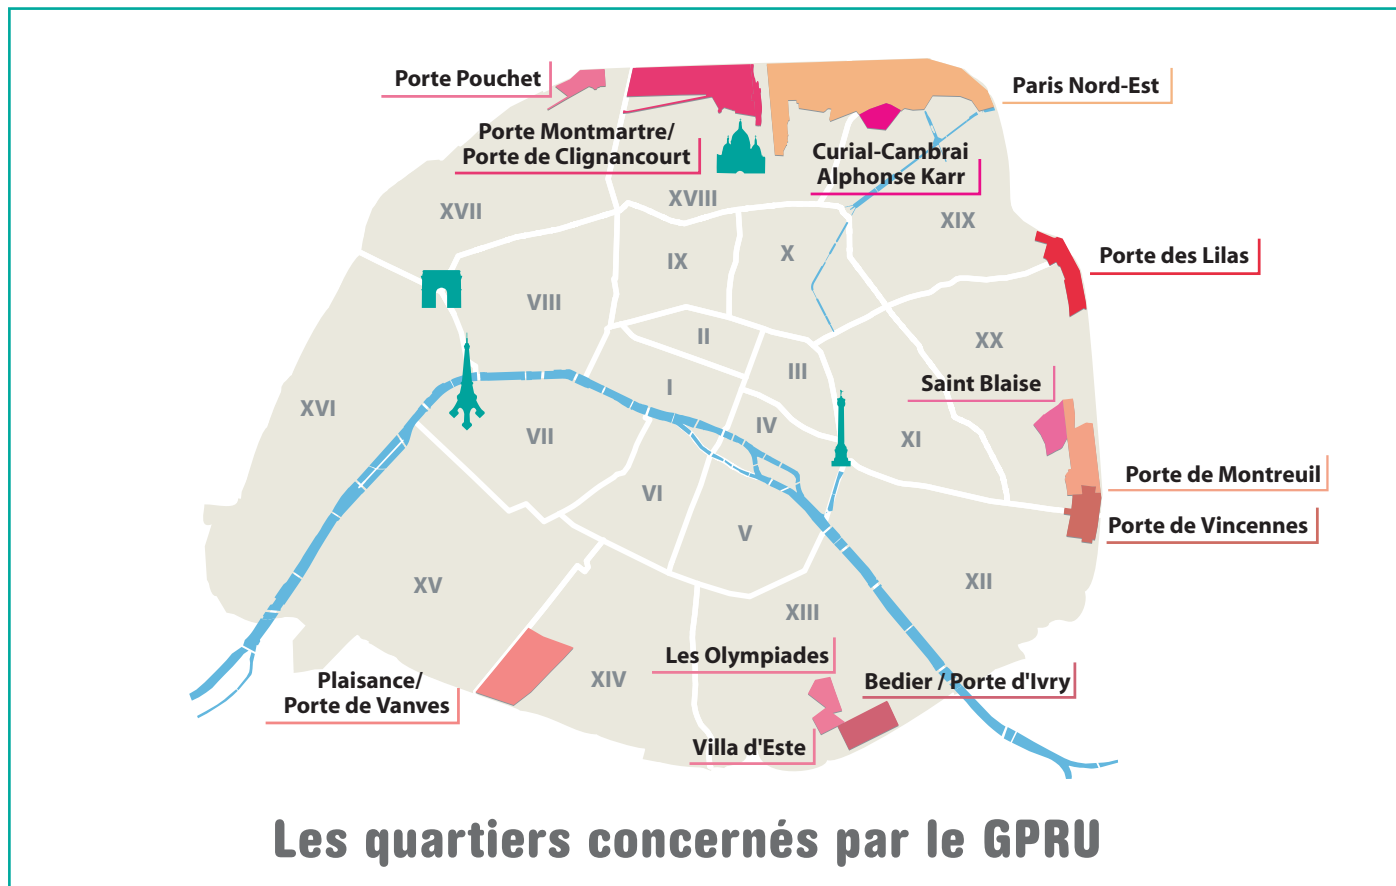 Porte Pouchet
Paris Nord-Est
Porte Montmartre/
Porte de Clignancourt
Curial-Cambrai
Alphonse Karr
XVII
XVIII
XIX
IX
X
Porte des Lilas
VIII
II
XX
III
I
Saint Blaise
XVI
IV
VII
XI
Porte de Montreuil
VI
Porte de Vincennes
V
XV
XII
XIII
Les Olympiades
Plaisance/
Porte de Vanves
XIV
Bedier / Porte d'Ivry
Villa d'Este
Les quartiers concernés par le GPRU